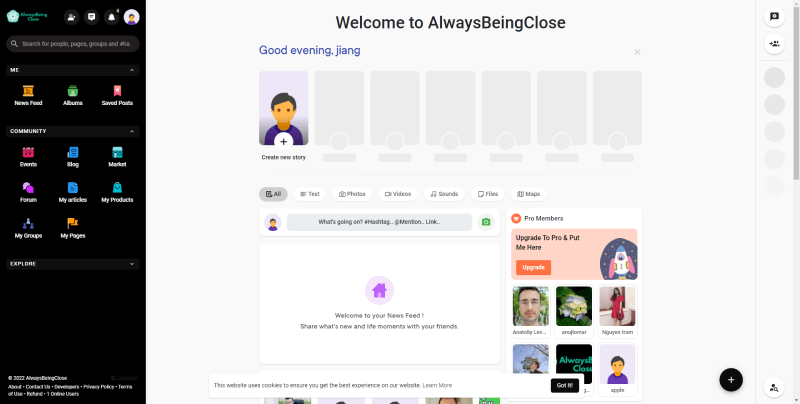 AlwaysBeing
Close
4
Search for people, pages, groups and #ha
ME
News Feed
Albums
Saved Posts
COMMUNITY
Events
Blog
Market
Forum
My articles
My Products
My Groups
My Pages
EXPLORE
© 2022 AlwaysBeingClose
Language
About • Contact Us • Developers • Privacy Policy • Terms
of Use • Refund • 1 Online Users
Welcome to AlwaysBeingClose
Good evening, jiang
Create new story
All
Text
Photos
Videos
Sounds
Files
Maps
What's going on? #Hashtag.. @Mention.. Link..
Welcome to your News Feed !
Share what's new and life moments with your friends.
Pro Members
Upgrade To Pro & Put
Me Here
Upgrade
Anatoliy Lev...
asujtomar
Nguyen tram
AlwaysBeing
Close
apple
This website uses cookies to ensure you get the best experience on our website. Learn More
Got It!